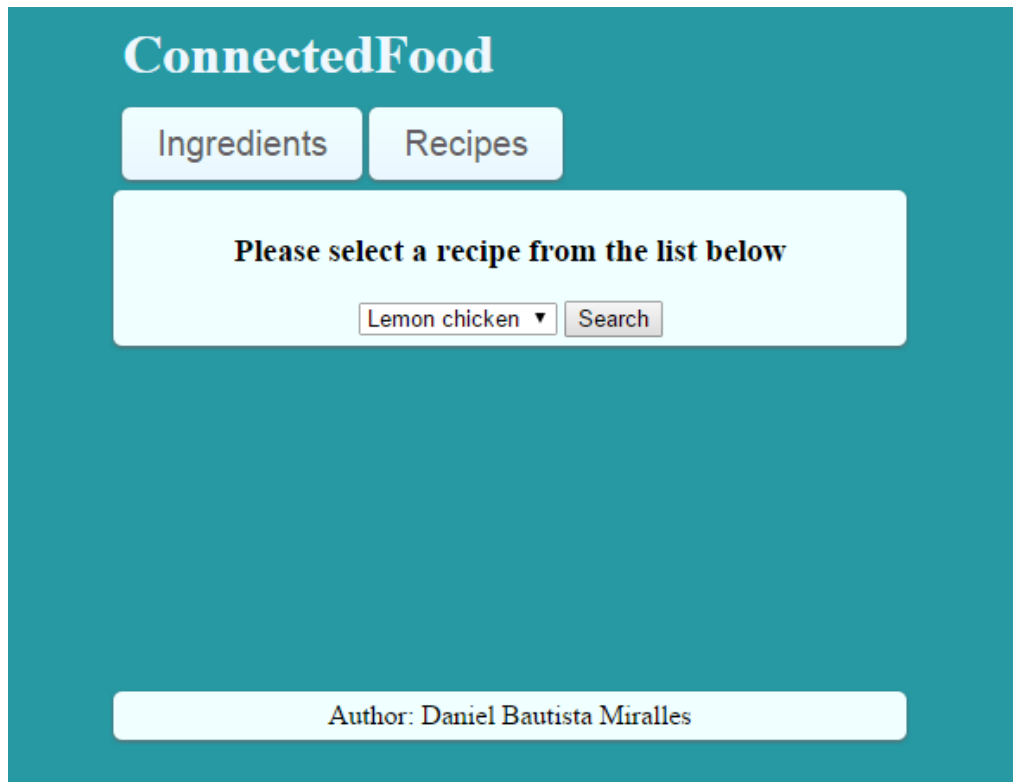 ConnectedFood
Ingredients Recipes
Please select a recipe from the list below
Lemon chicken Search
Author: Daniel Bautista Miralles